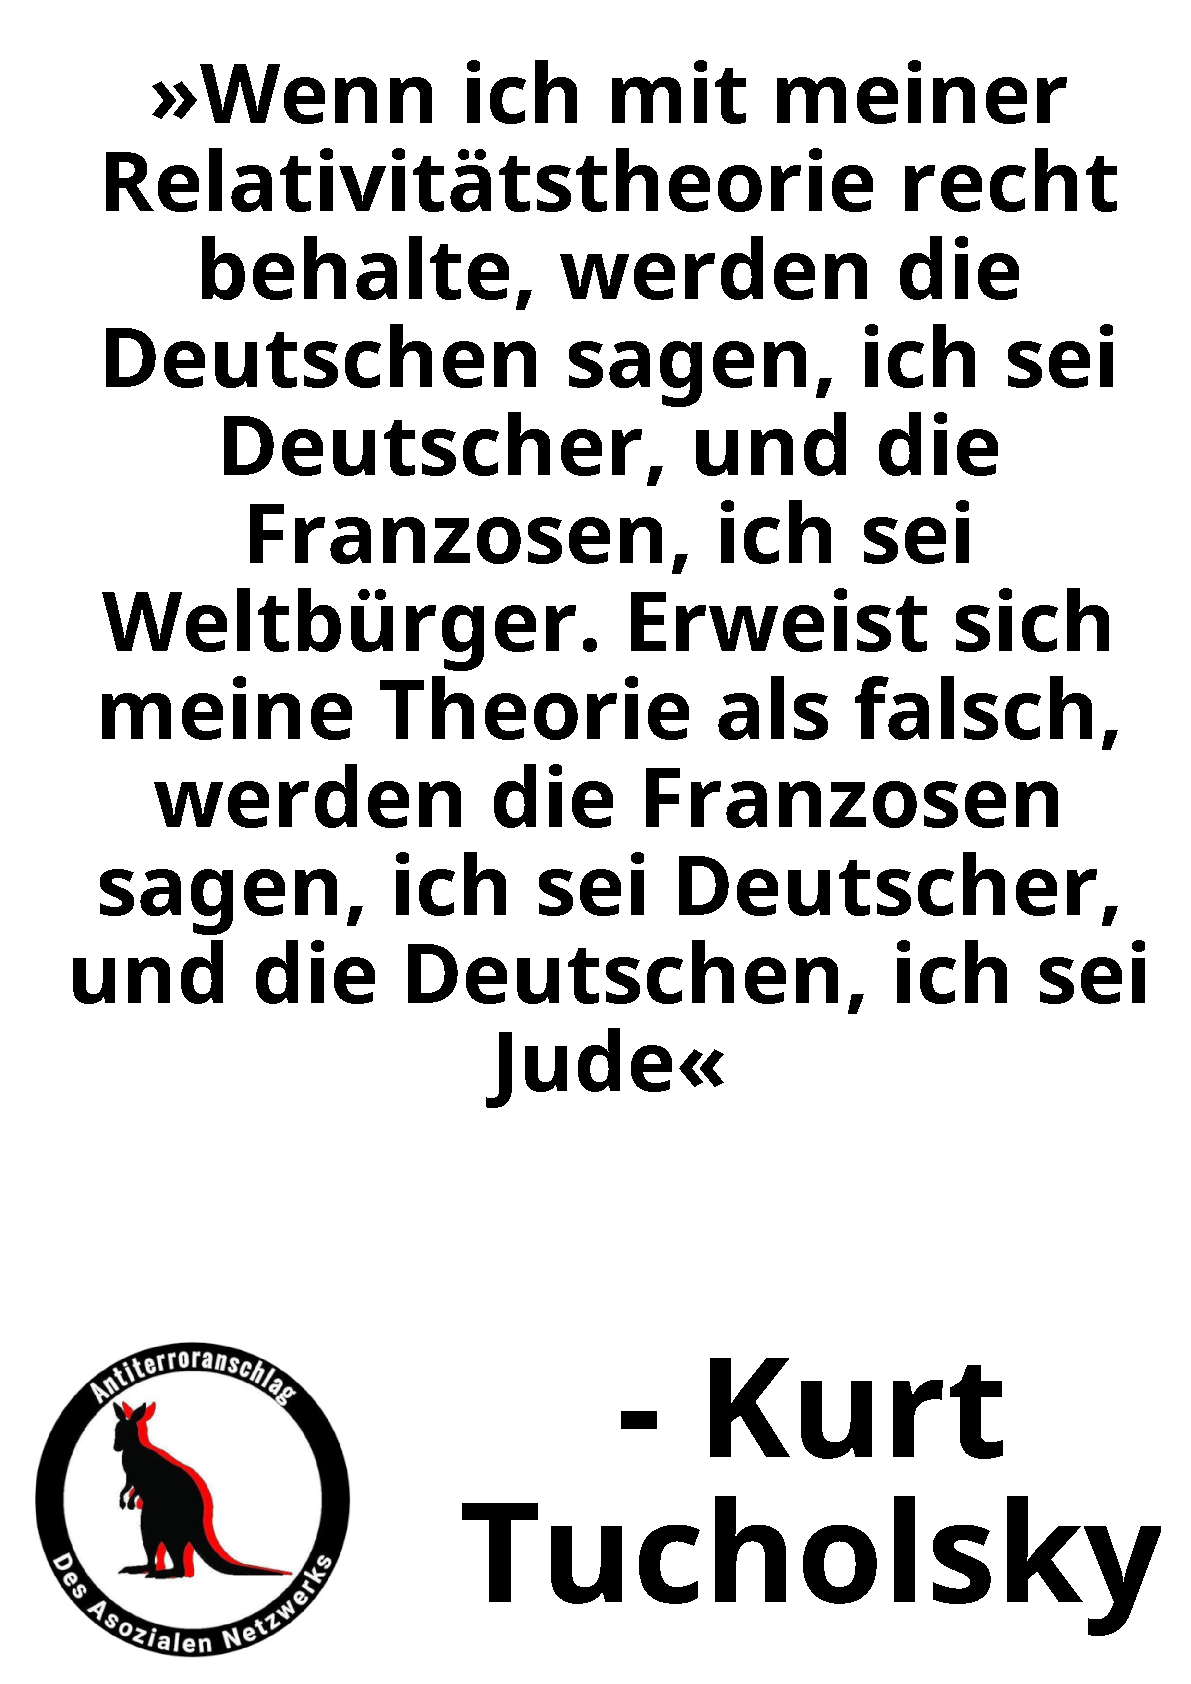 »Wenn ich mit meiner
Relativitätstheorie recht
behalte, werden die
Deutschen sagen, ich sei
Deutscher, und die
Franzosen, ich sei
Weltbürger. Erweist sich
meine Theorie als falsch,
werden die Franzosen
sagen, ich sei Deutscher,
und die Deutschen, ich sei
Jude«
Antiterroranschlag
Des Asozialen Netzwerks
- Kurt
Tucholsky